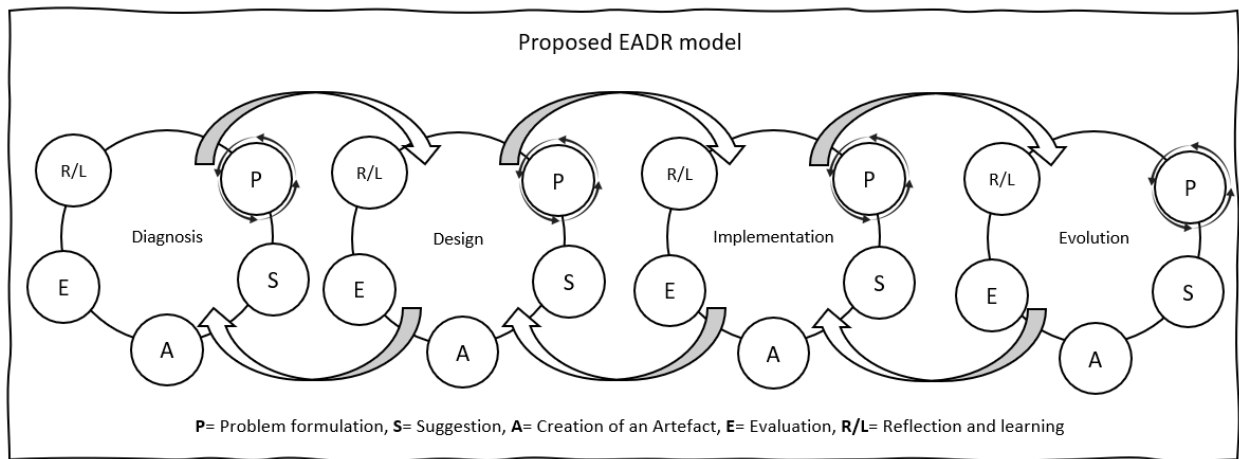 Proposed EADR model
R/L
P
Diagnosis
E
S
A
R/L
P
Design
E
S
A
R/L
P
Implementation
E
S
A
R/L
P
Evolution
E
S
A
P= Problem formulation, S= Suggestion, A= Creation of an Artefact, E= Evaluation, R/L= Reflection and learning